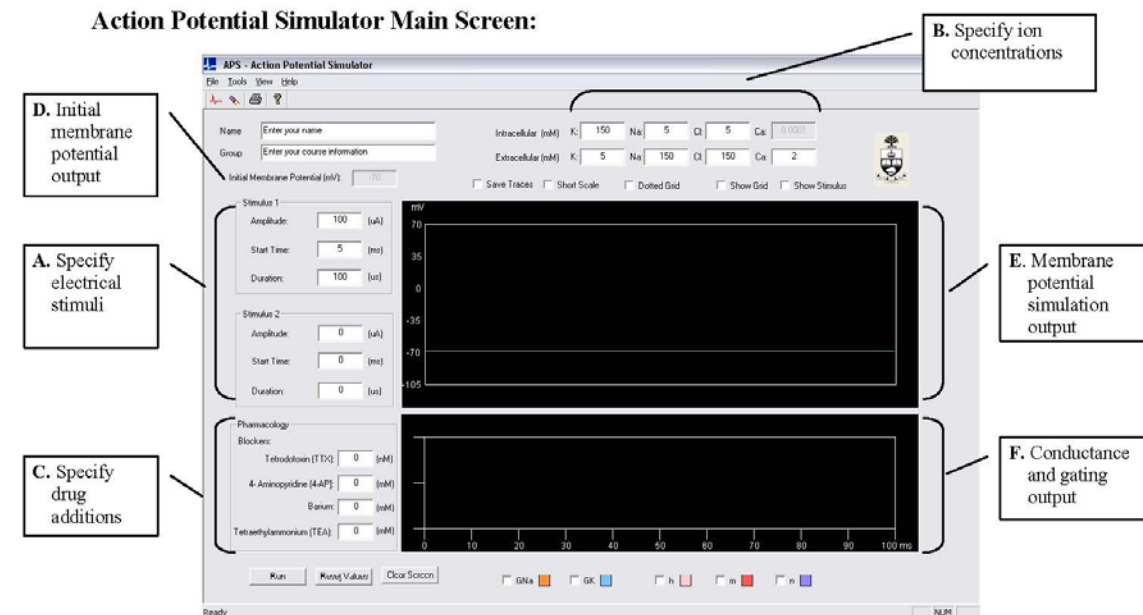 Action Potential Simulator Main Screen:
B. Specify ion
concentrations
APS - Action Potential Simulator
File Tools View Help
D. Initial
membrane
potential
output
Name Enter your name
Group Enter your course information
Initial Membrane Potential (mV): -70
Intracellular (mM) K: 150 Na: 5 Cl: 5 Ca: 0.0001
Extracellular (mM) K: 5 Na: 150 Cl: 150 Ca: 2
Save Traces Short Scale Dotted Grid Show Grid Show Stimulus
A. Specify
electrical
stimuli
Stimulus 1
Amplitude: 100 (uA)
Start Time: 5 (ms)
Duration: 100 (us)
Stimulus 2
Amplitude: 0 (uA)
Start Time: 0 (ms)
Duration: 0 (us)
mV
70
35
0
-35
-70
-105
E. Membrane
potential
simulation
output
C. Specify
drug
additions
Pharmacology
Blockers:
Tetrodotoxin (TTX): 0 (nM)
4- Aminopyridine (4-AP): 0 (mM)
Barium: 0 (mM)
Tetraethylammonium (TEA): 0 (mM)
0 10 20 30 40 50 60 70 80 90 100 ms
F. Conductance
and gating
output
Run Reset Values Clear Screen
GNa GK h m n
Ready NUM